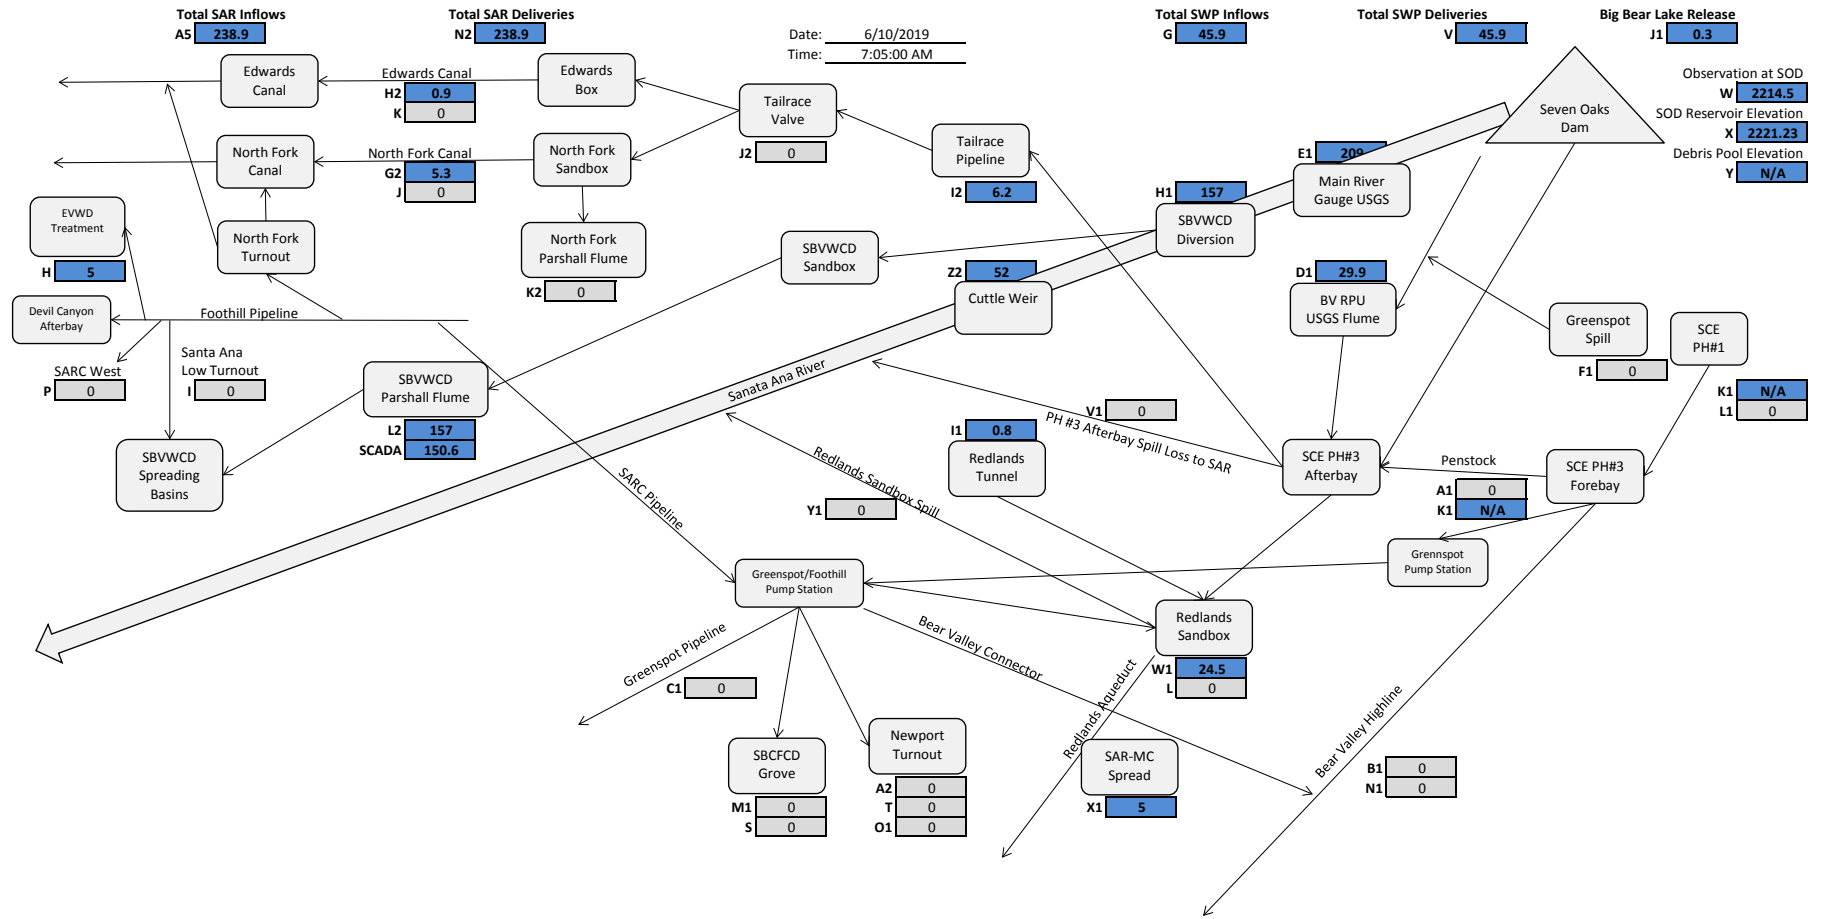 Total SAR Inflows
A5 238.9
Total SAR Deliveries
N2 238.9
Date: 6/10/2019
Time: 7:05:00 AM
Total SWP Inflows
G 45.9
Total SWP Deliveries
V 45.9
Big Bear Lake Release
J1 0.3
Observation at SOD
W 2214.5
SOD Reservoir Elevation
X 2221.23
Debris Pool Elevation
Y N/A
Seven Oaks
Dam
Edwards
Canal
Edwards Canal
H2 0.9
K 0
Edwards
Box
Tailrace
Valve
J2 0
Tailrace
Pipeline
I2 6.2
E1 209
Main River
Gauge USGS
H1 157
SBVWCD
Diversion
North Fork
Canal
North Fork Canal
G2 5.3
J 0
North Fork
Sandbox
EVWD
Treatment
H 5
North Fork
Turnout
North Fork
Parshall Flume
K2 0
SBVWCD
Sandbox
Z2 52
Cuttle Weir
D1 29.9
BV RPU
USGS Flume
Greenspot
Spill
F1 0
SCE
PH#1
K1 N/A
L1 0
Devil Canyon
Afterbay
Foothill Pipeline
SARC West
P 0
Santa Ana
Low Turnout
I 0
SBVWCD
Parshall Flume
L2 157
SCADA 150.6
SBVWCD
Spreading
Basins
Sanata Ana River
V1 0
PH #3 Afterbay Spill Loss to SAR
I1 0.8
Redlands
Tunnel
Redlands Sandbox Spill
Y1 0
SARC Pipeline
SCE PH#3
Afterbay
Penstock
A1 0
K1 N/A
SCE PH#3
Forebay
Grennspot
Pump Station
Greenspot/Foothill
Pump Station
Redlands
Sandbox
W1 24.5
L 0
Greenspot Pipeline
C1 0
Bear Valley Connector
Redlands Aqueduct
Bear Valley Highline
SBCFCD
Grove
M1 0
S 0
Newport
Turnout
A2 0
T 0
O1 0
SAR-MC
Spread
X1 5
B1 0
N1 0